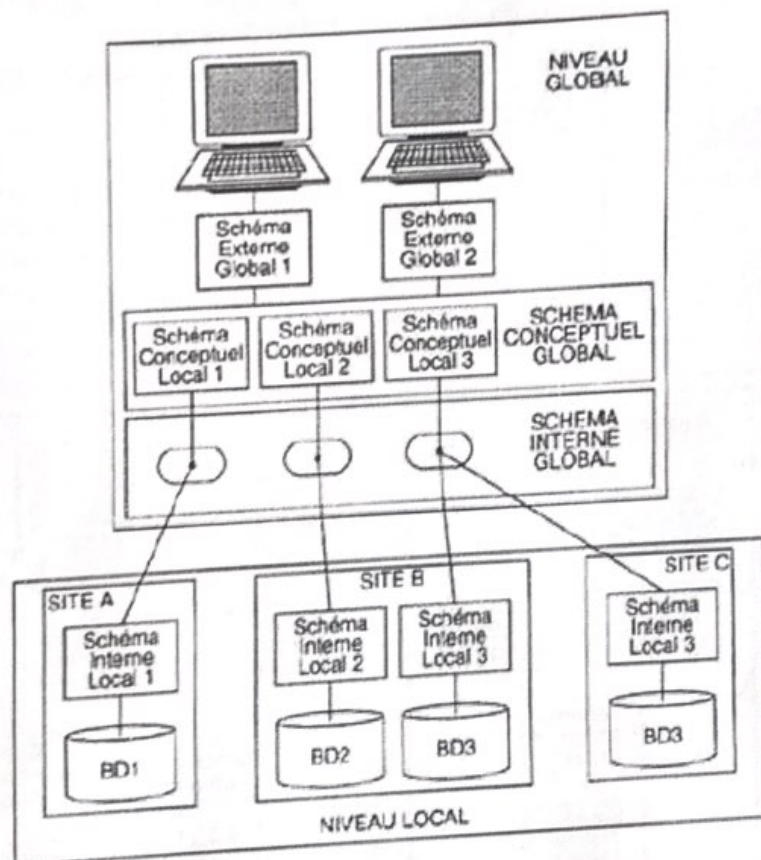 NIVEAU
GLOBAL
Schéma
Externe
Global 1
Schéma
Externe
Global 2
Schéma
Conceptuel
Local 1
Schéma
Conceptuel
Local 2
Schéma
Conceptuel
Local 3
SCHEMA
CONCEPTUEL
GLOBAL
SCHEMA
INTERNE
GLOBAL
SITE A
Schéma
Interne
Local 1
BD1
SITE B
Schéma
Interne
Local 2
Schéma
Interne
Local 3
BD2
BD3
SITE C
Schéma
Interne
Local 3
BD3
NIVEAU LOCAL